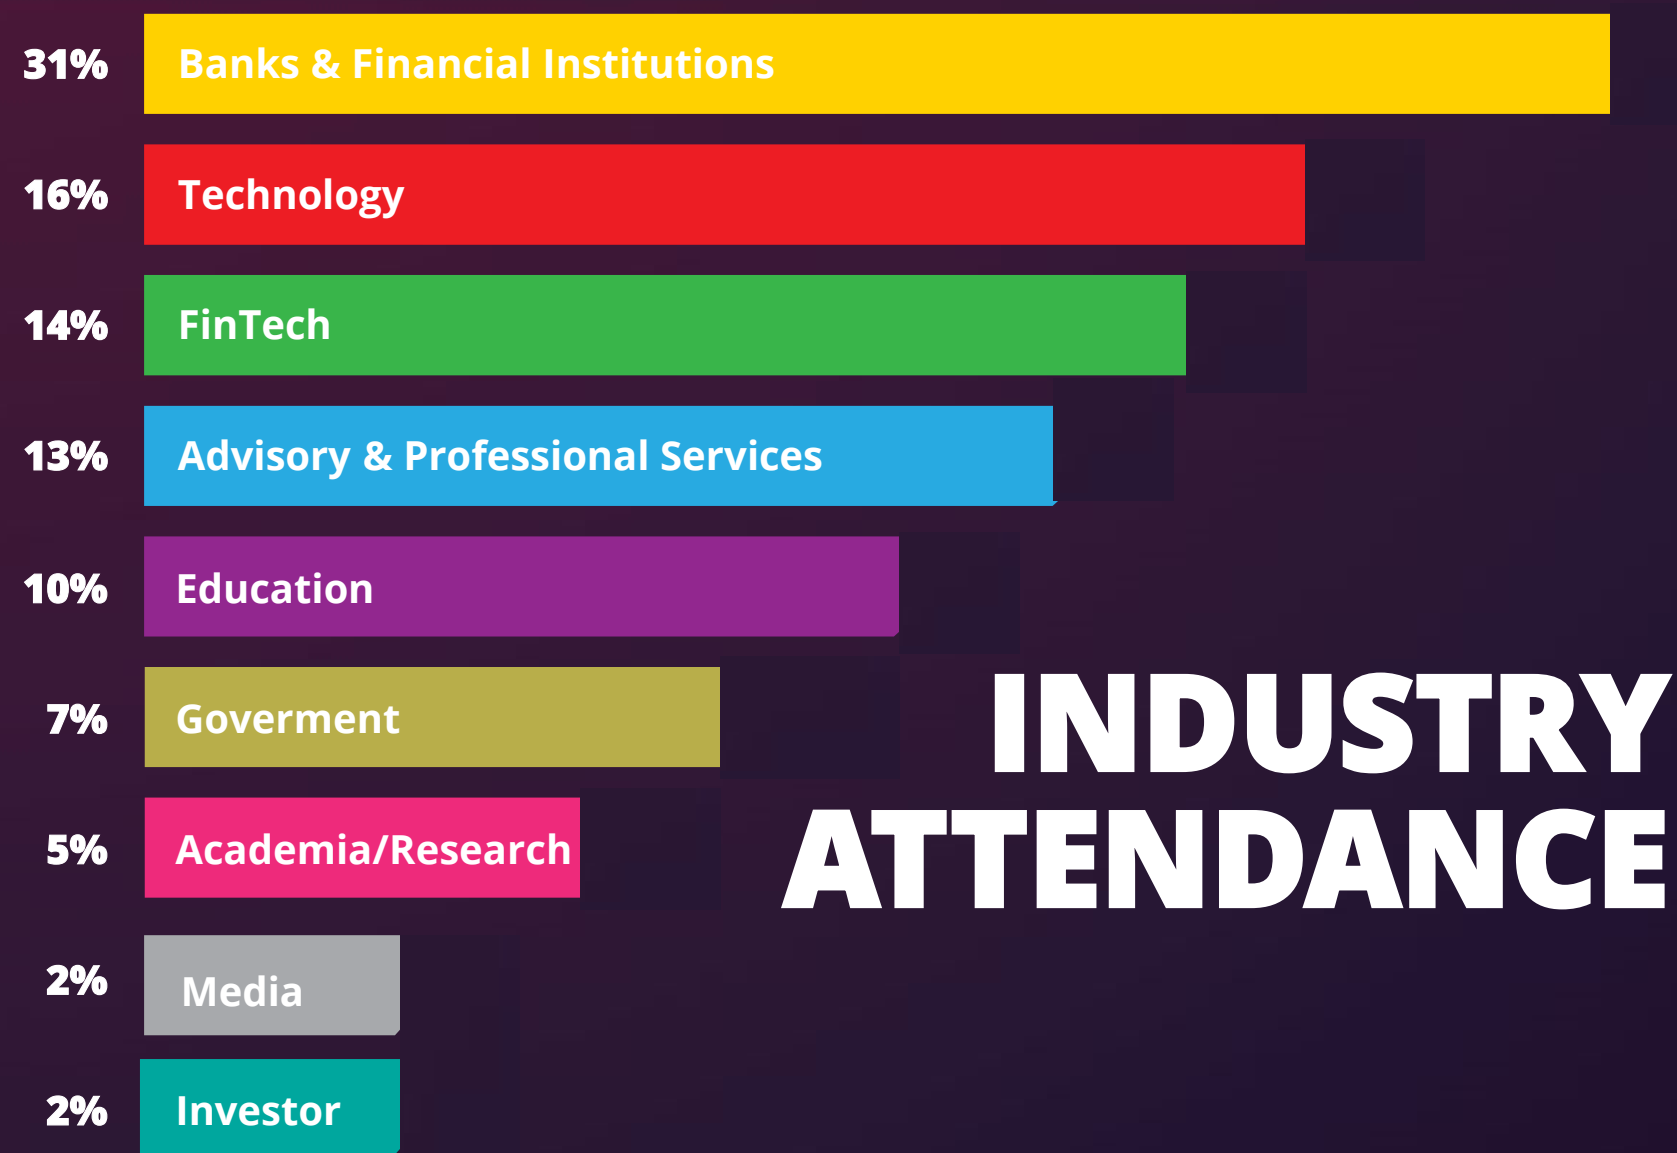 31% Banks & Financial Institutions
16% Technology
14% FinTech
13% Advisory & Professional Services
10% Education
7% Goverment
5% Academia/Research
2% Media
2% Investor
INDUSTRY
ATTENDANCE